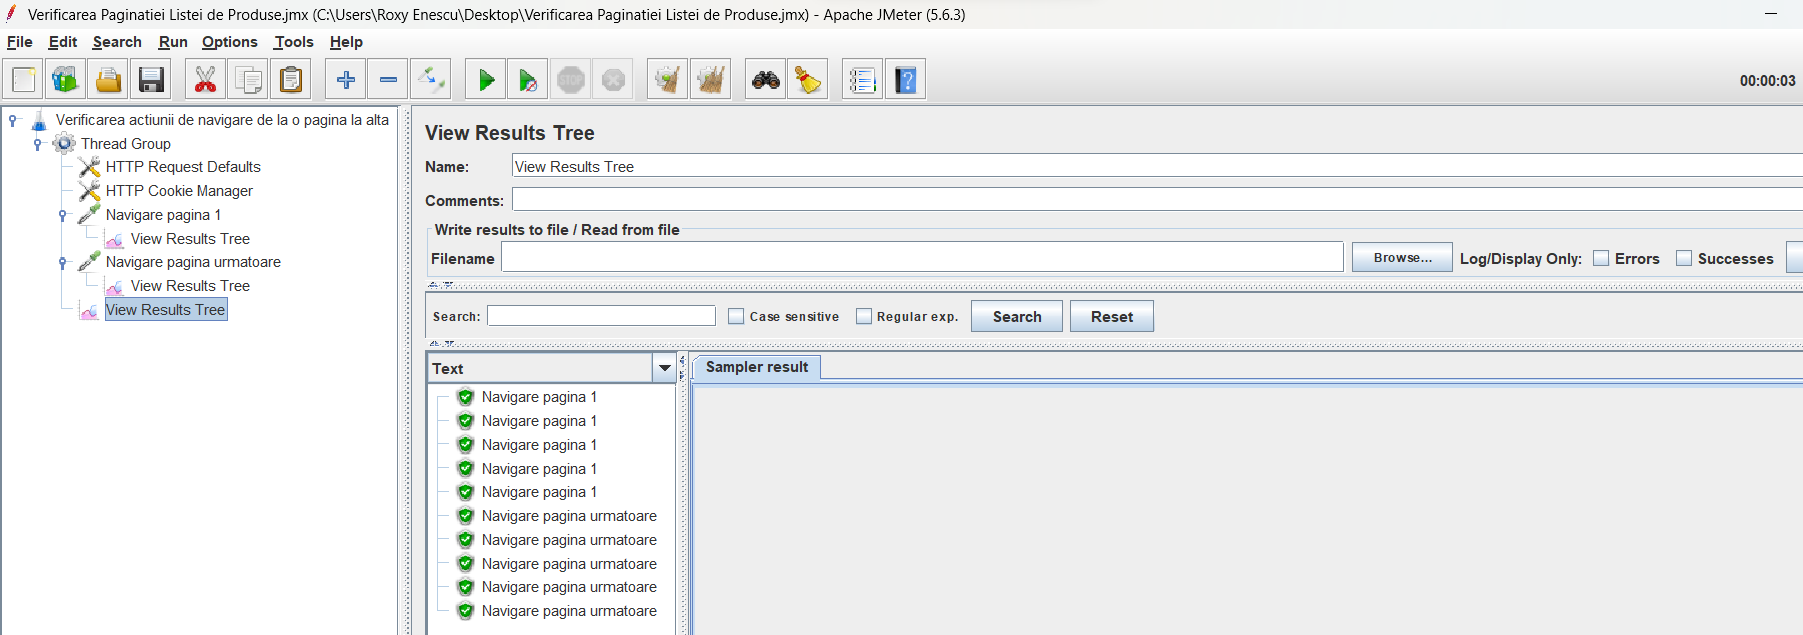 Verificarea Paginatiei Listei de Produse.jmx (C:\Users\Roxy Enescu\Desktop\Verificarea Paginatiei Listei de Produse.jmx) - Apache JMeter (5.6.3)
File Edit Search Run Options Tools Help
STOP
00:00:03
Verificarea actiunii de navigare de la o pagina la alta
Thread Group
HTTP Request Defaults
HTTP Cookie Manager
Navigare pagina 1
View Results Tree
Navigare pagina urmatoare
View Results Tree
View Results Tree
View Results Tree
Name: View Results Tree
Comments:
Write results to file / Read from file
Filename Browse... Log/Display Only: Errors Successes
Search: Case sensitive Regular exp. Search Reset
Text
Sampler result
Navigare pagina 1
Navigare pagina 1
Navigare pagina 1
Navigare pagina 1
Navigare pagina 1
Navigare pagina urmatoare
Navigare pagina urmatoare
Navigare pagina urmatoare
Navigare pagina urmatoare
Navigare pagina urmatoare